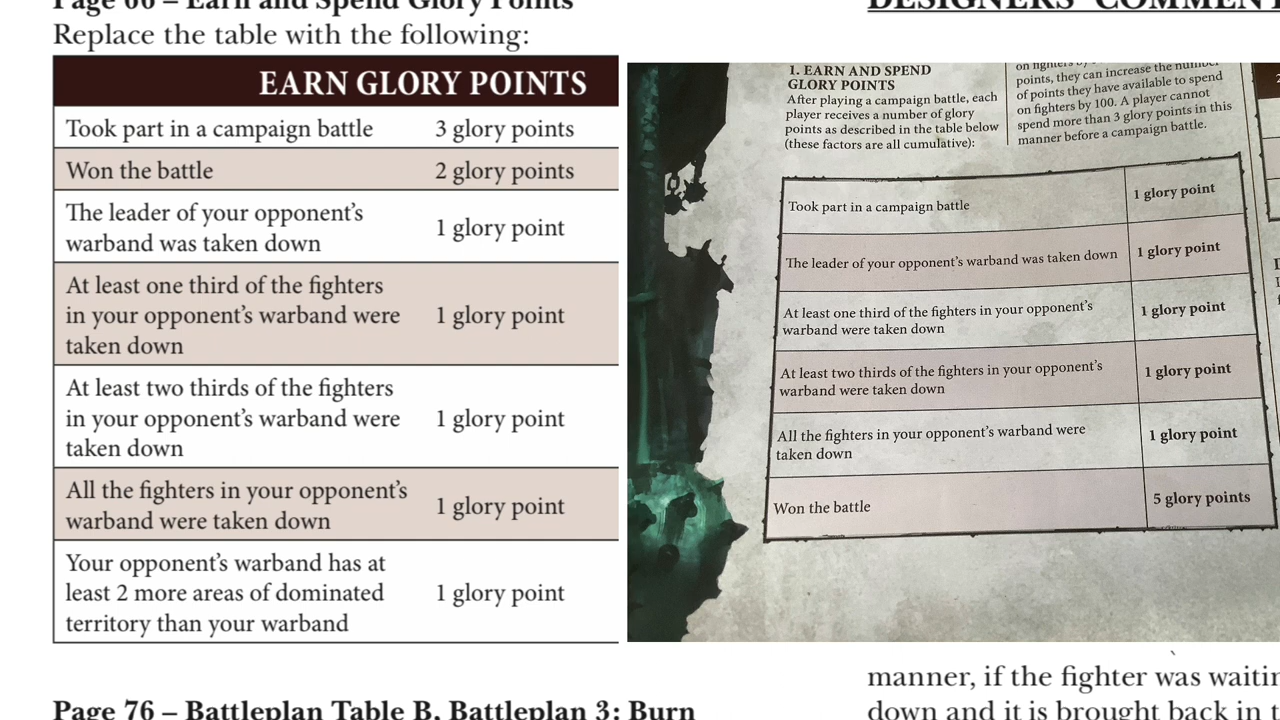 Page 66 – Earn and Spend Glory Points
Replace the table with the following:
EARN GLORY POINTS
Took part in a campaign battle 3 glory points
Won the battle 2 glory points
The leader of your opponent's
warband was taken down 1 glory point
At least one third of the fighters
in your opponent's warband were 1 glory point
taken down
At least two thirds of the fighters
in your opponent's warband were 1 glory point
taken down
All the fighters in your opponent's
warband were taken down 1 glory point
Your opponent's warband has at
least 2 more areas of dominated 1 glory point
territory than your warband
Page 76 – Battleplan Table B, Battleplan 3: Burn
DESIGNERS' COMMENT
1. EARN AND SPEND
GLORY POINTS
After playing a campaign battle, each
player receives a number of glory
points as described in the table below
(these factors are all cumulative):
on fighters by
points, they can increase the number
of points they have available to spend
on fighters by 100. A player cannot
spend more than 3 glory points in this
manner before a campaign battle.
Took part in a campaign battle 1 glory point
The leader of your opponent's warband was taken down 1 glory point
At least one third of the fighters in your opponent's
warband were taken down 1 glory point
At least two thirds of the fighters in your opponent's
warband were taken down 1 glory point
All the fighters in your opponent's warband were
taken down 1 glory point
Won the battle 5 glory points
manner, if the fighter was waitin
down and it is brought back in t